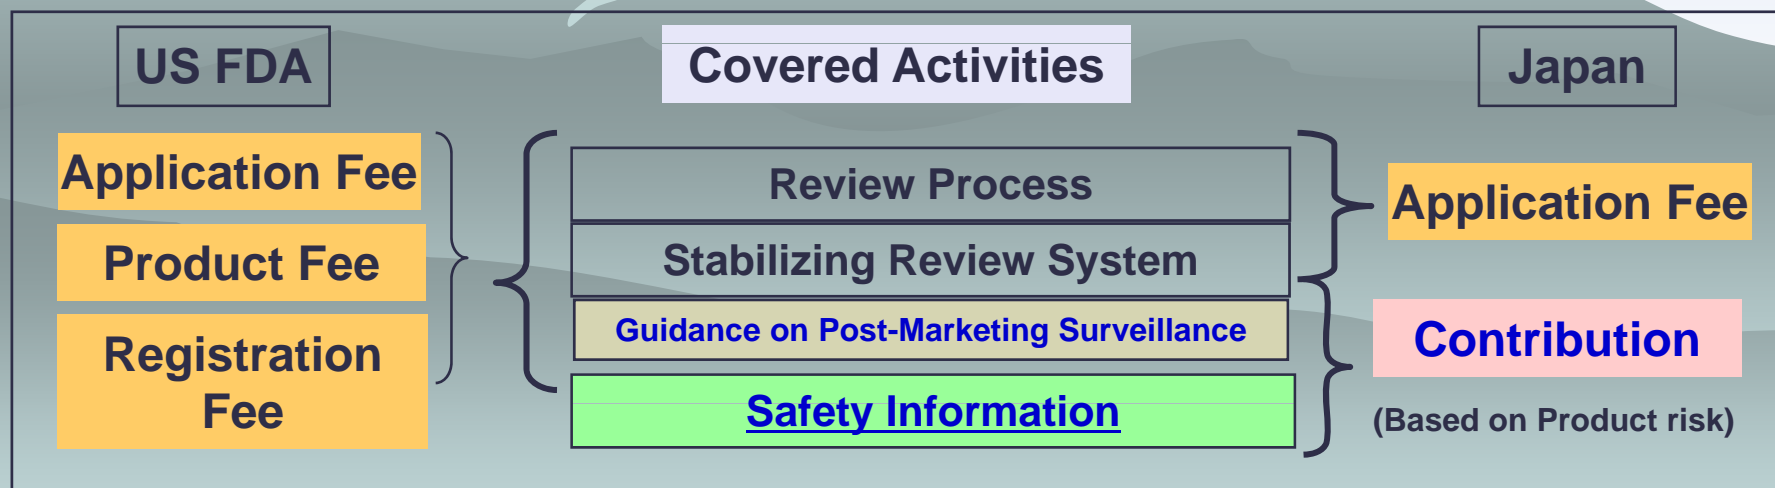 US FDA
Covered Activities
Japan
Application Fee
Product Fee
Registration
Fee
Review Process
Stabilizing Review System
Guidance on Post-Marketing Surveillance
Safety Information
Application Fee
Contribution
(Based on Product risk)